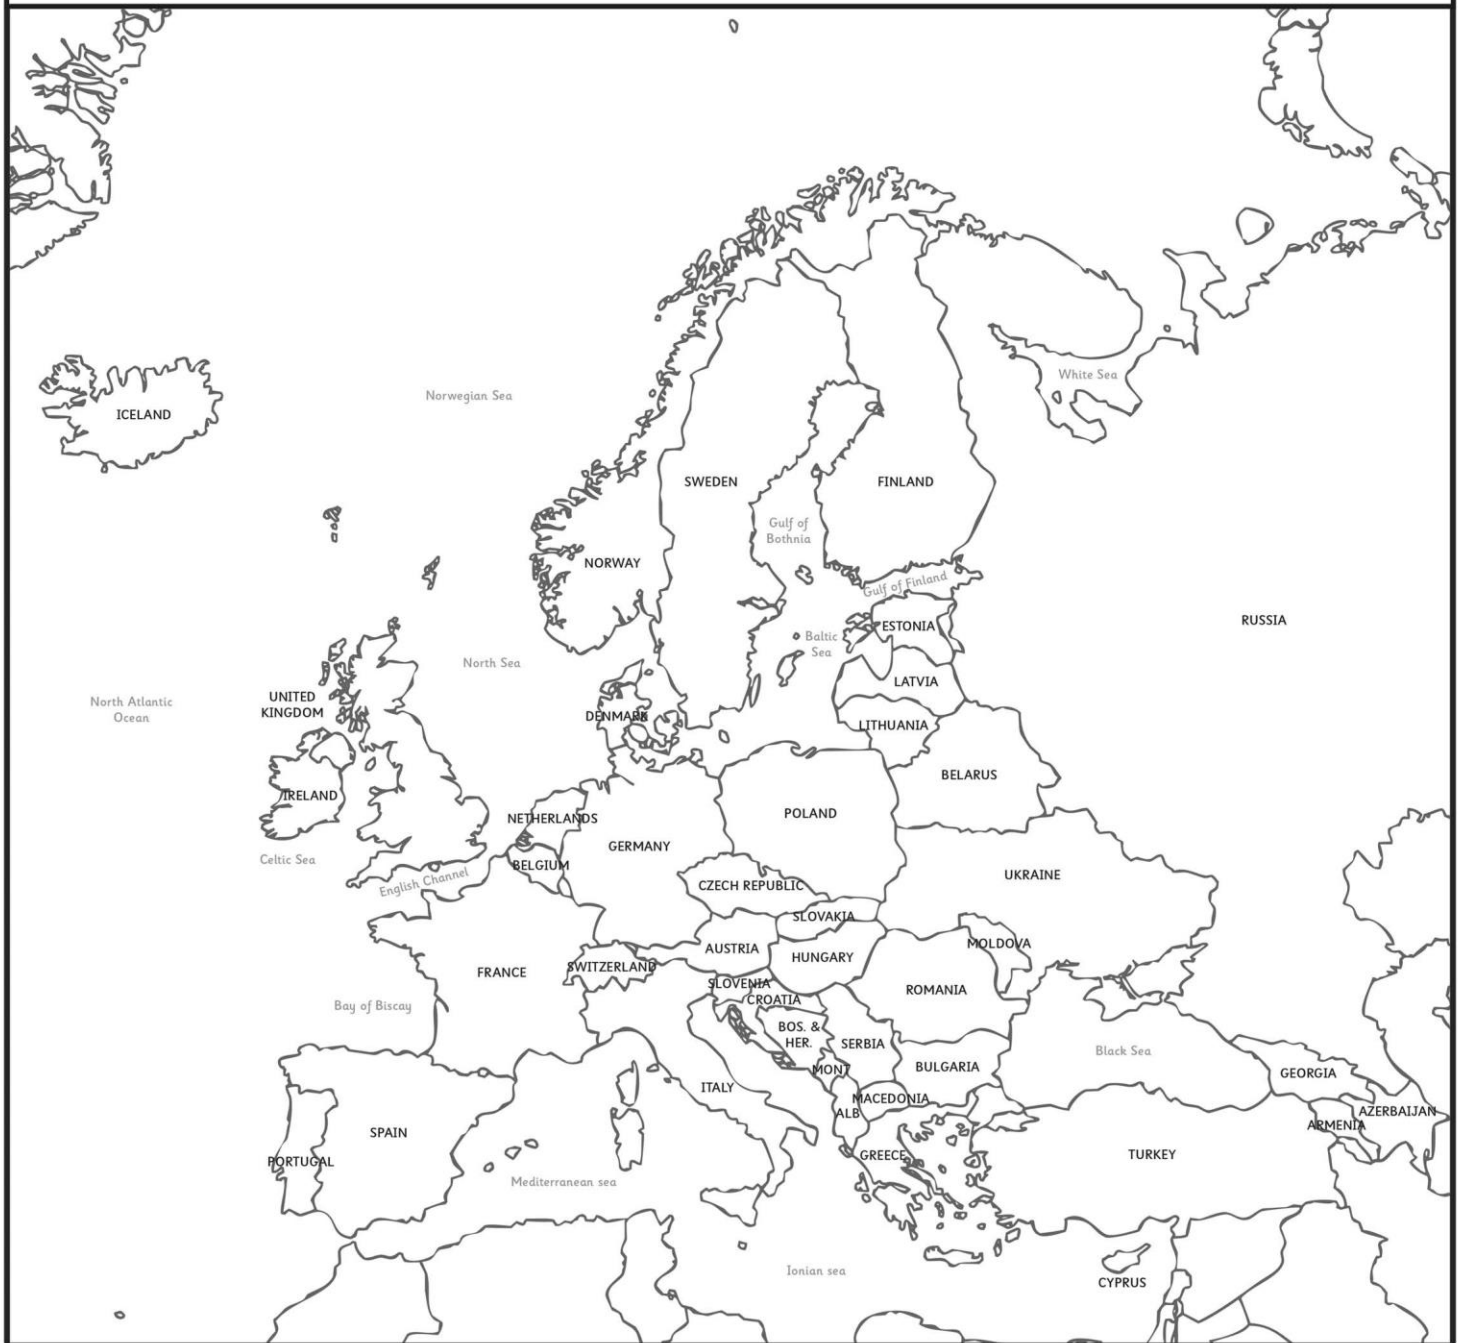 ICELAND
Norwegian Sea
White Sea
SWEDEN
FINLAND
Gulf of
Bothnia
NORWAY
Gulf of Finland
RUSSIA
ESTONIA
Baltic
Sea
North Sea
LATVIA
UNITED
KINGDOM
North Atlantic
Ocean
DENMARK
LITHUANIA
BELARUS
IRELAND
POLAND
NETHERLANDS
GERMANY
Celtic Sea
BELGIUM
UKRAINE
English Channel
CZECH REPUBLIC
SLOVAKIA
MOLDOVA
AUSTRIA
HUNGARY
SWITZERLAND
FRANCE
SLOVENIA
ROMANIA
CROATIA
Bay of Biscay
BOS. &
HER.
SERBIA
Black Sea
BULGARIA
MONT
GEORGIA
ITALY
MACEDONIA
ALB
AZERBAIJAN
ARMENIA
SPAIN
GREECE
TURKEY
PORTUGAL
Mediterranean sea
Ionian sea
CYPRUS